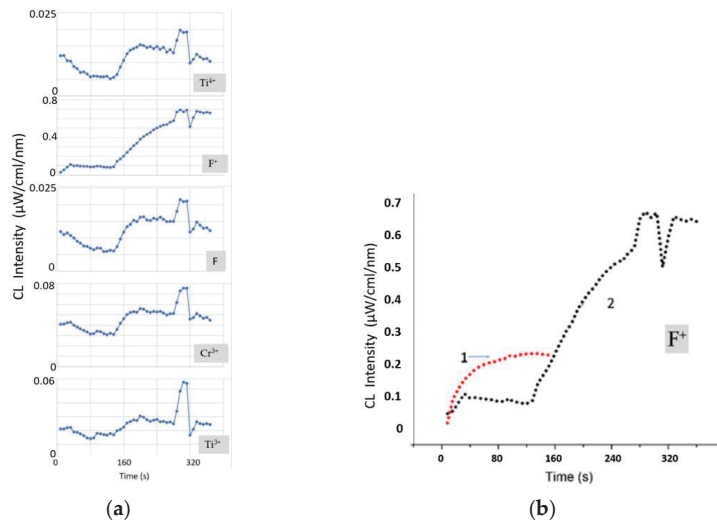 0.025
0
Ti⁴⁺
0.8
0.4
0
F⁺
0.025
0
F
0.08
0
Cr³⁺
0.06
0
Ti³⁺
CL Intensity (µW/cml/nm)
0 160 320
Time (s)
(a)
0.7
0.6
0.5
0.4
0.3
0.2
0.1
0
CL Intensity (µW/cml/nm)
1
2
F⁺
0 80 160 240 320
Time (s)
(b)